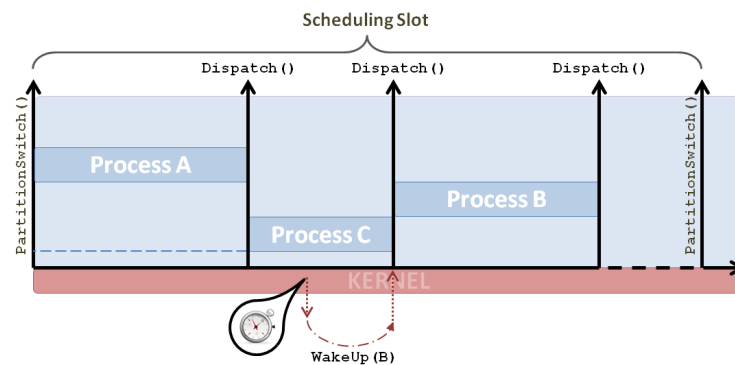 Scheduling Slot
Dispatch()
Dispatch()
Dispatch()
PartitionSwitch()
PartitionSwitch()
Process A
Process B
Process C
KERNEL
WakeUp(B)